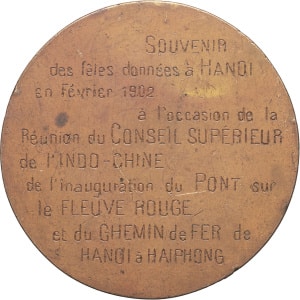 SOUVENIR
des fêtes données à HANOI
en Février 1902
à l'occasion de la
Réunion du CONSEIL SUPÉRIEUR
de l'INDO-CHINE
de l'inauguration du PONT sur
le FLEUVE ROUGE
et du CHEMIN de FER de
HANOI à HAIPHONG